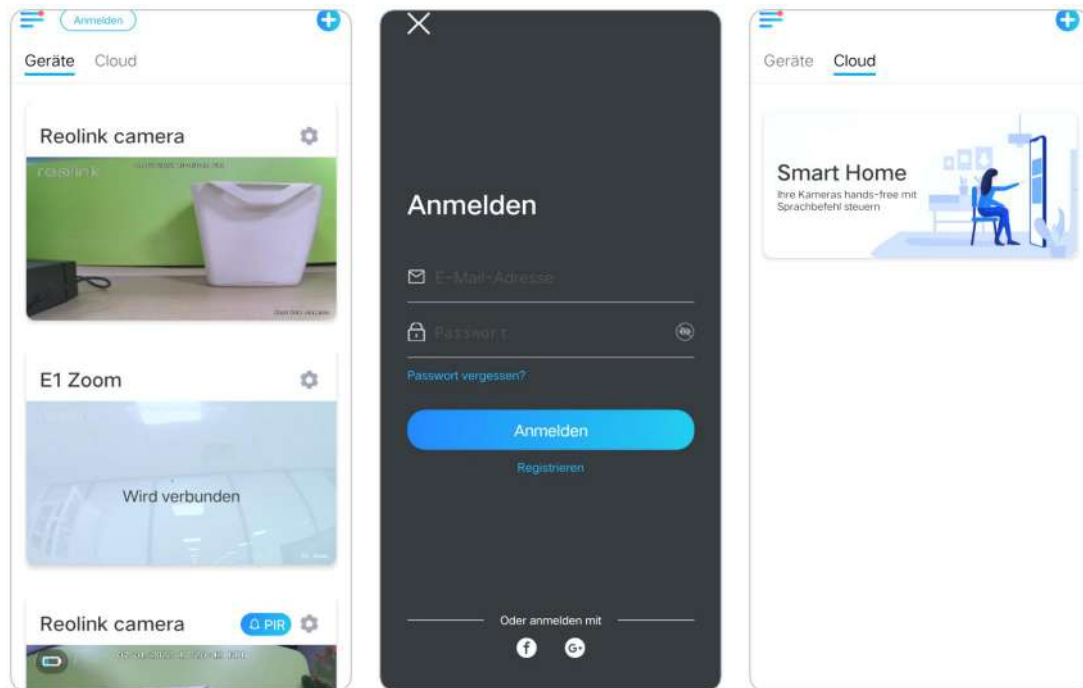 Anmelden
Geräte Cloud
Reolink camera
reolink
E1 Zoom
Wird verbunden
Reolink camera
PIR
Anmelden
E-Mail-Adresse
Passwort
Passwort vergessen?
Anmelden
Registrieren
Oder anmelden mit
f G+
Geräte Cloud
Smart Home
Ihre Kameras hands-free mit
Sprachbefehl steuern